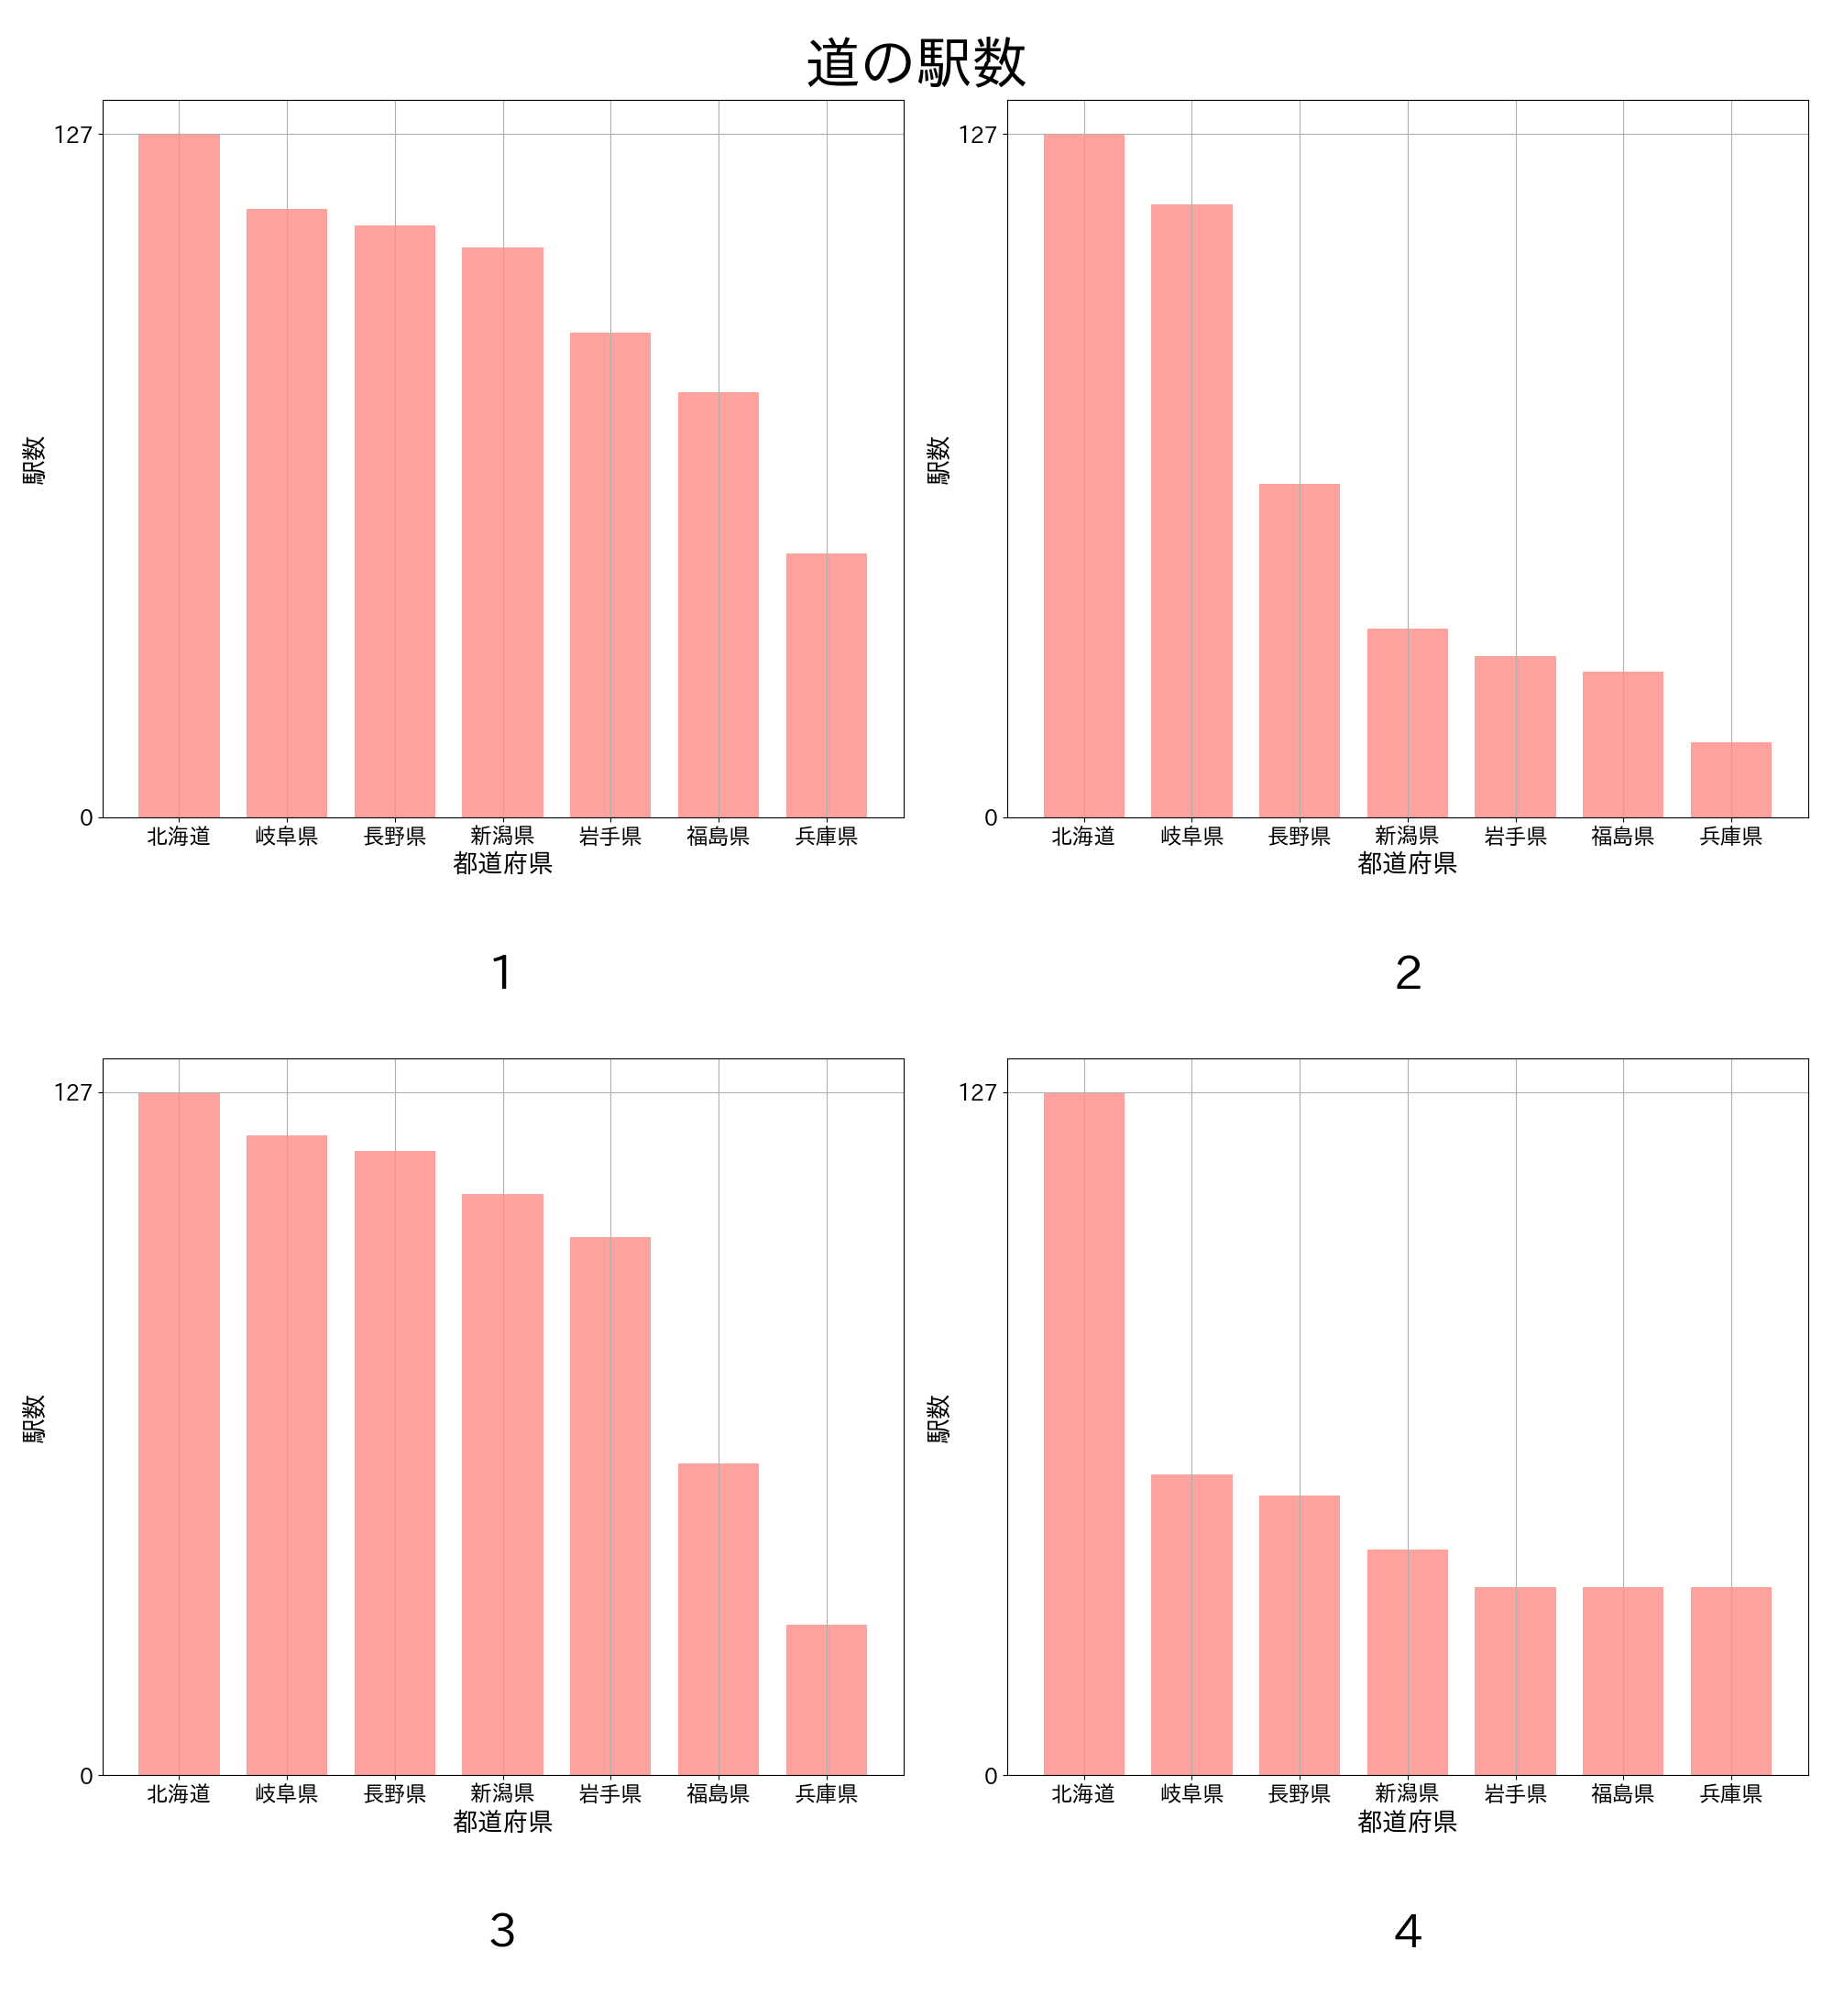 道の駅数
127
0
駅数
北海道 岐阜県 長野県 新潟県 岩手県 福島県 兵庫県
都道府県
1
127
0
駅数
北海道 岐阜県 長野県 新潟県 岩手県 福島県 兵庫県
都道府県
2
127
0
駅数
北海道 岐阜県 長野県 新潟県 岩手県 福島県 兵庫県
都道府県
3
127
0
駅数
北海道 岐阜県 長野県 新潟県 岩手県 福島県 兵庫県
都道府県
4